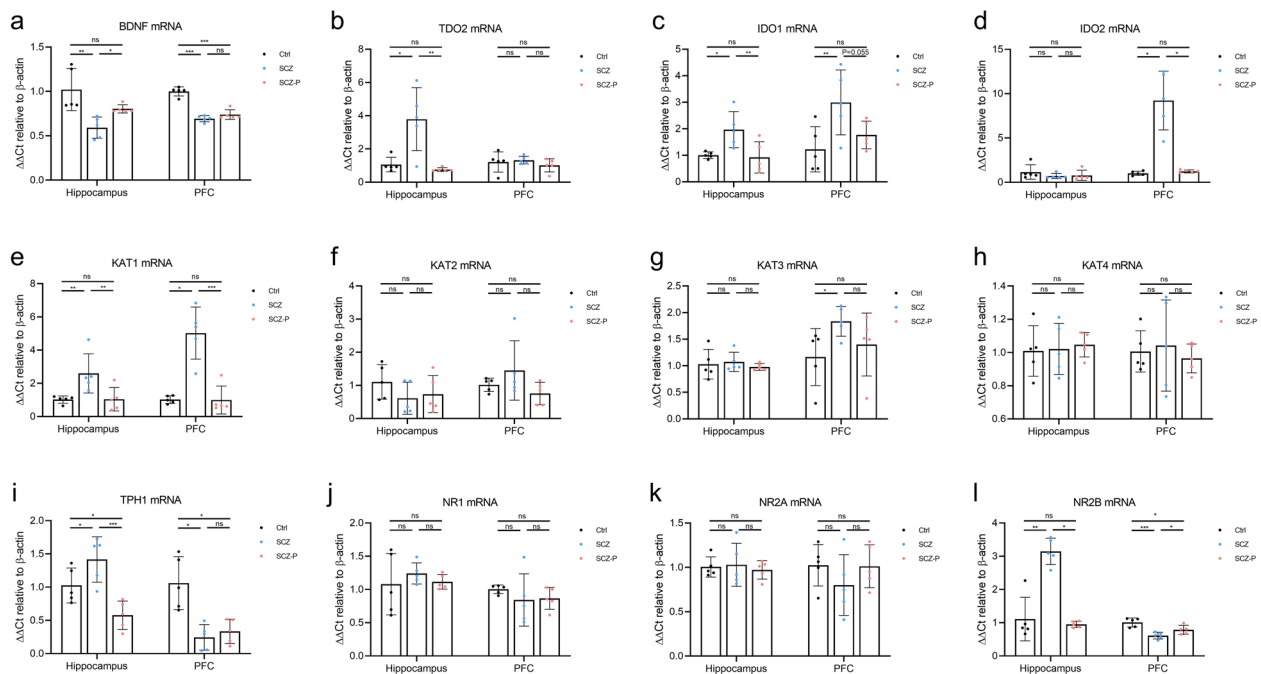 a
BDNF mRNA
ΔΔCt relative to β-actin
1.5
1.0
0.5
0.0
ns
** *
***
*** ns
Hippocampus PFC
Ctrl
SCZ
SCZ-P
b
TDO2 mRNA
ΔΔCt relative to β-actin
8
6
4
2
0
ns
* **
ns
ns ns
Hippocampus PFC
Ctrl
SCZ
SCZ-P
c
IDO1 mRNA
ΔΔCt relative to β-actin
5
4
3
2
1
0
ns
* **
ns
** P=0.055
Hippocampus PFC
Ctrl
SCZ
SCZ-P
d
IDO2 mRNA
ΔΔCt relative to β-actin
15
10
5
0
ns
ns ns
ns
* *
Hippocampus PFC
Ctrl
SCZ
SCZ-P
e
KAT1 mRNA
ΔΔCt relative to β-actin
8
6
4
2
0
ns
** **
ns
* ***
Hippocampus PFC
Ctrl
SCZ
SCZ-P
f
KAT2 mRNA
ΔΔCt relative to β-actin
4
3
2
1
0
ns
ns ns
ns
ns ns
Hippocampus PFC
Ctrl
SCZ
SCZ-P
g
KAT3 mRNA
ΔΔCt relative to β-actin
2.5
2.0
1.5
1.0
0.5
0.0
ns
ns ns
ns
* ns
Hippocampus PFC
Ctrl
SCZ
SCZ-P
h
KAT4 mRNA
ΔΔCt relative to β-actin
1.4
1.2
1.0
0.8
0.6
ns
ns ns
ns
ns ns
Hippocampus PFC
Ctrl
SCZ
SCZ-P
i
TPH1 mRNA
ΔΔCt relative to β-actin
2.0
1.5
1.0
0.5
0.0
*
* ***
*
* ns
Hippocampus PFC
Ctrl
SCZ
SCZ-P
j
NR1 mRNA
ΔΔCt relative to β-actin
2.0
1.5
1.0
0.5
0.0
ns
ns ns
ns
ns ns
Hippocampus PFC
Ctrl
SCZ
SCZ-P
k
NR2A mRNA
ΔΔCt relative to β-actin
1.5
1.0
0.5
0.0
ns
ns ns
ns
ns ns
Hippocampus PFC
Ctrl
SCZ
SCZ-P
l
NR2B mRNA
ΔΔCt relative to β-actin
4
3
2
1
0
ns
** *
*
*** *
Hippocampus PFC
Ctrl
SCZ
SCZ-P